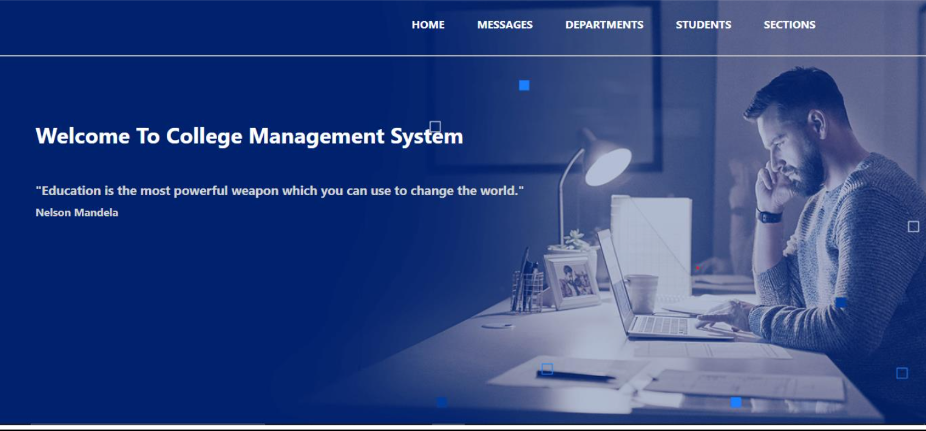 HOME MESSAGES DEPARTMENTS STUDENTS SECTIONS
Welcome To College Management System
"Education is the most powerful weapon which you can use to change the world."
Nelson Mandela